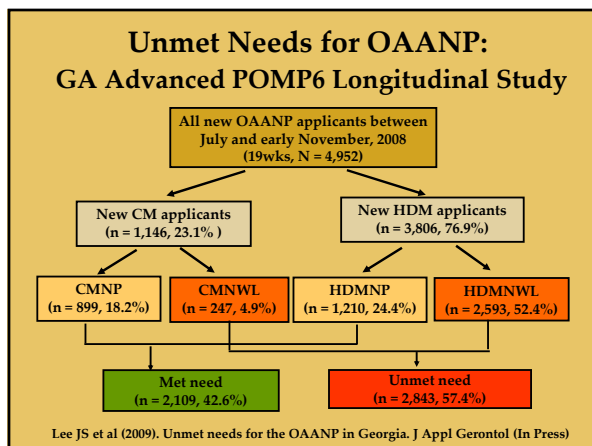 Unmet Needs for OAANP:
GA Advanced POMP6 Longitudinal Study
All new OAANP applicants between
July and early November, 2008
(19wks, N = 4,952)
New CM applicants
(n = 1,146, 23.1% )
New HDM applicants
(n = 3,806, 76.9%)
CMNP
(n = 899, 18.2%)
CMNWL
(n = 247, 4.9%)
HDMNP
(n = 1,210, 24.4%)
HDMNWL
(n = 2,593, 52.4%)
Met need
(n = 2,109, 42.6%)
Unmet need
(n = 2,843, 57.4%)
Lee JS et al (2009). Unmet needs for the OAANP in Georgia. J Appl Gerontol (In Press)